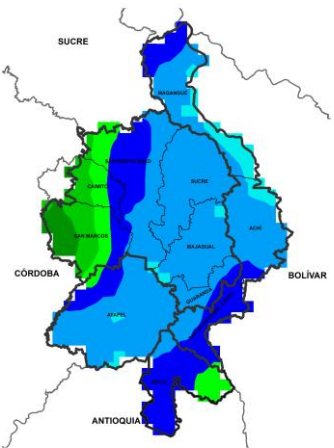 SUCRE
MAGANGUÉ
CAIMITO
SUCRE
SAN MARCOS
ACHÍ
MAJAGUAL
CÓRDOBA
BOLÍVAR
GUARANDA
AYAPEL
NECHÍ
ANTIOQUIA